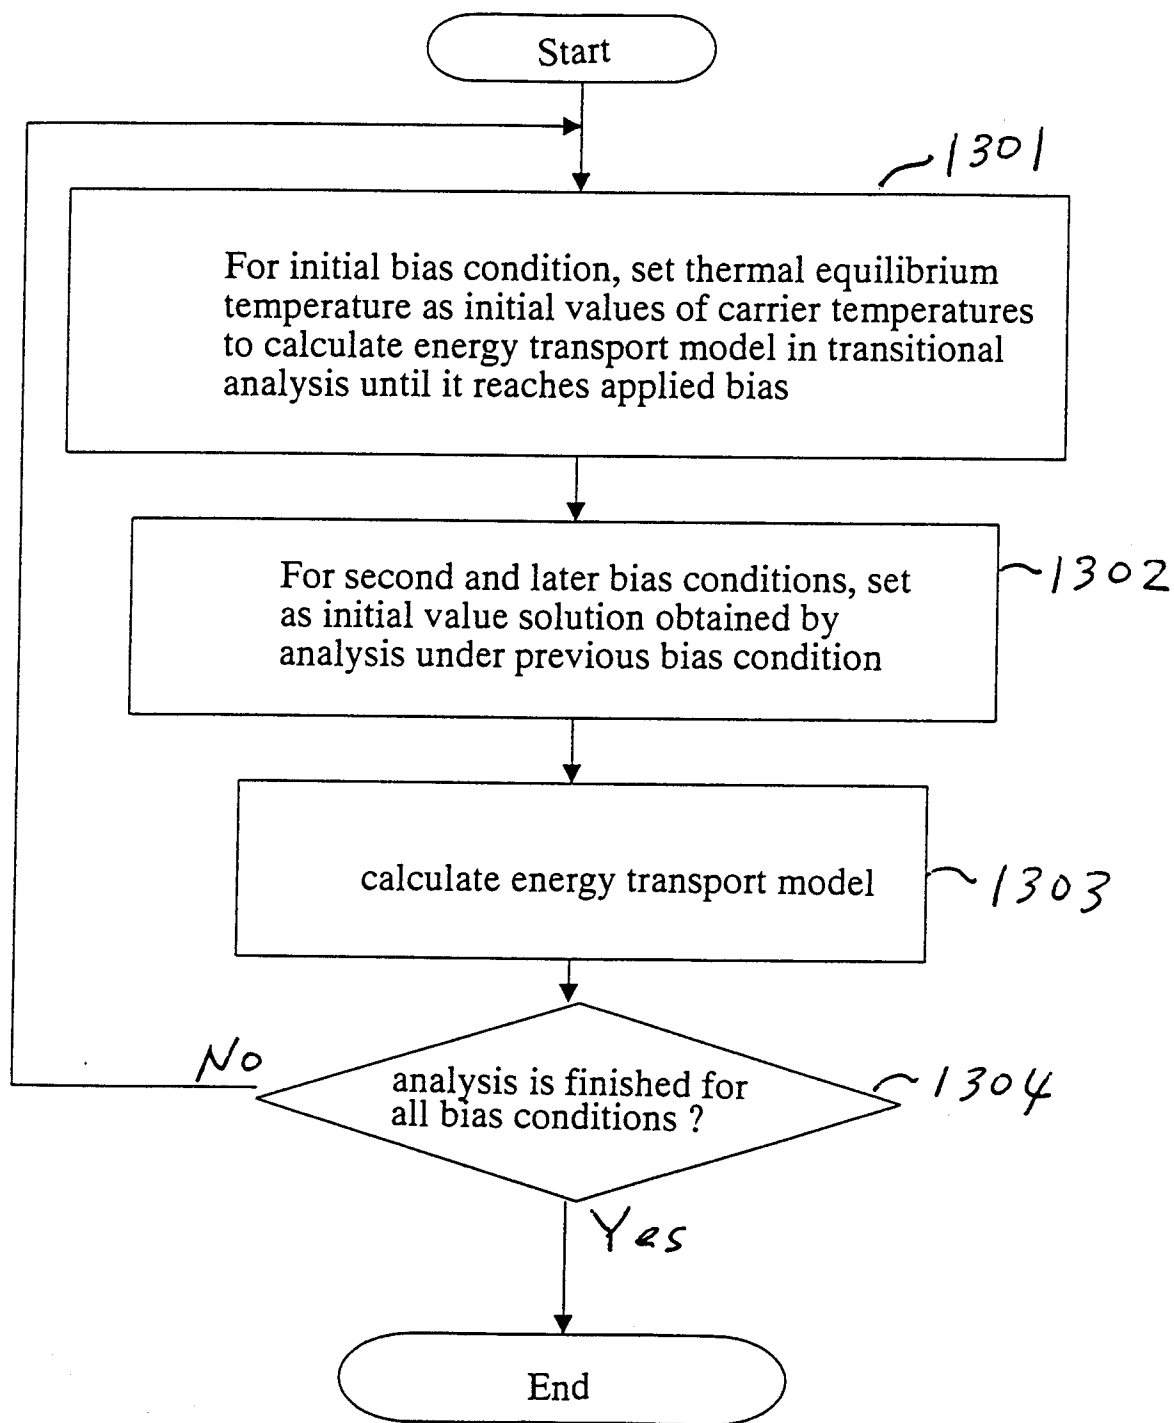 Start
1301
For initial bias condition, set thermal equilibrium
temperature as initial values of carrier temperatures
to calculate energy transport model in transitional
analysis until it reaches applied bias
For second and later bias conditions, set
as initial value solution obtained by
analysis under previous bias condition
1302
calculate energy transport model
1303
No
analysis is finished for
all bias conditions ?
1304
Yes
End